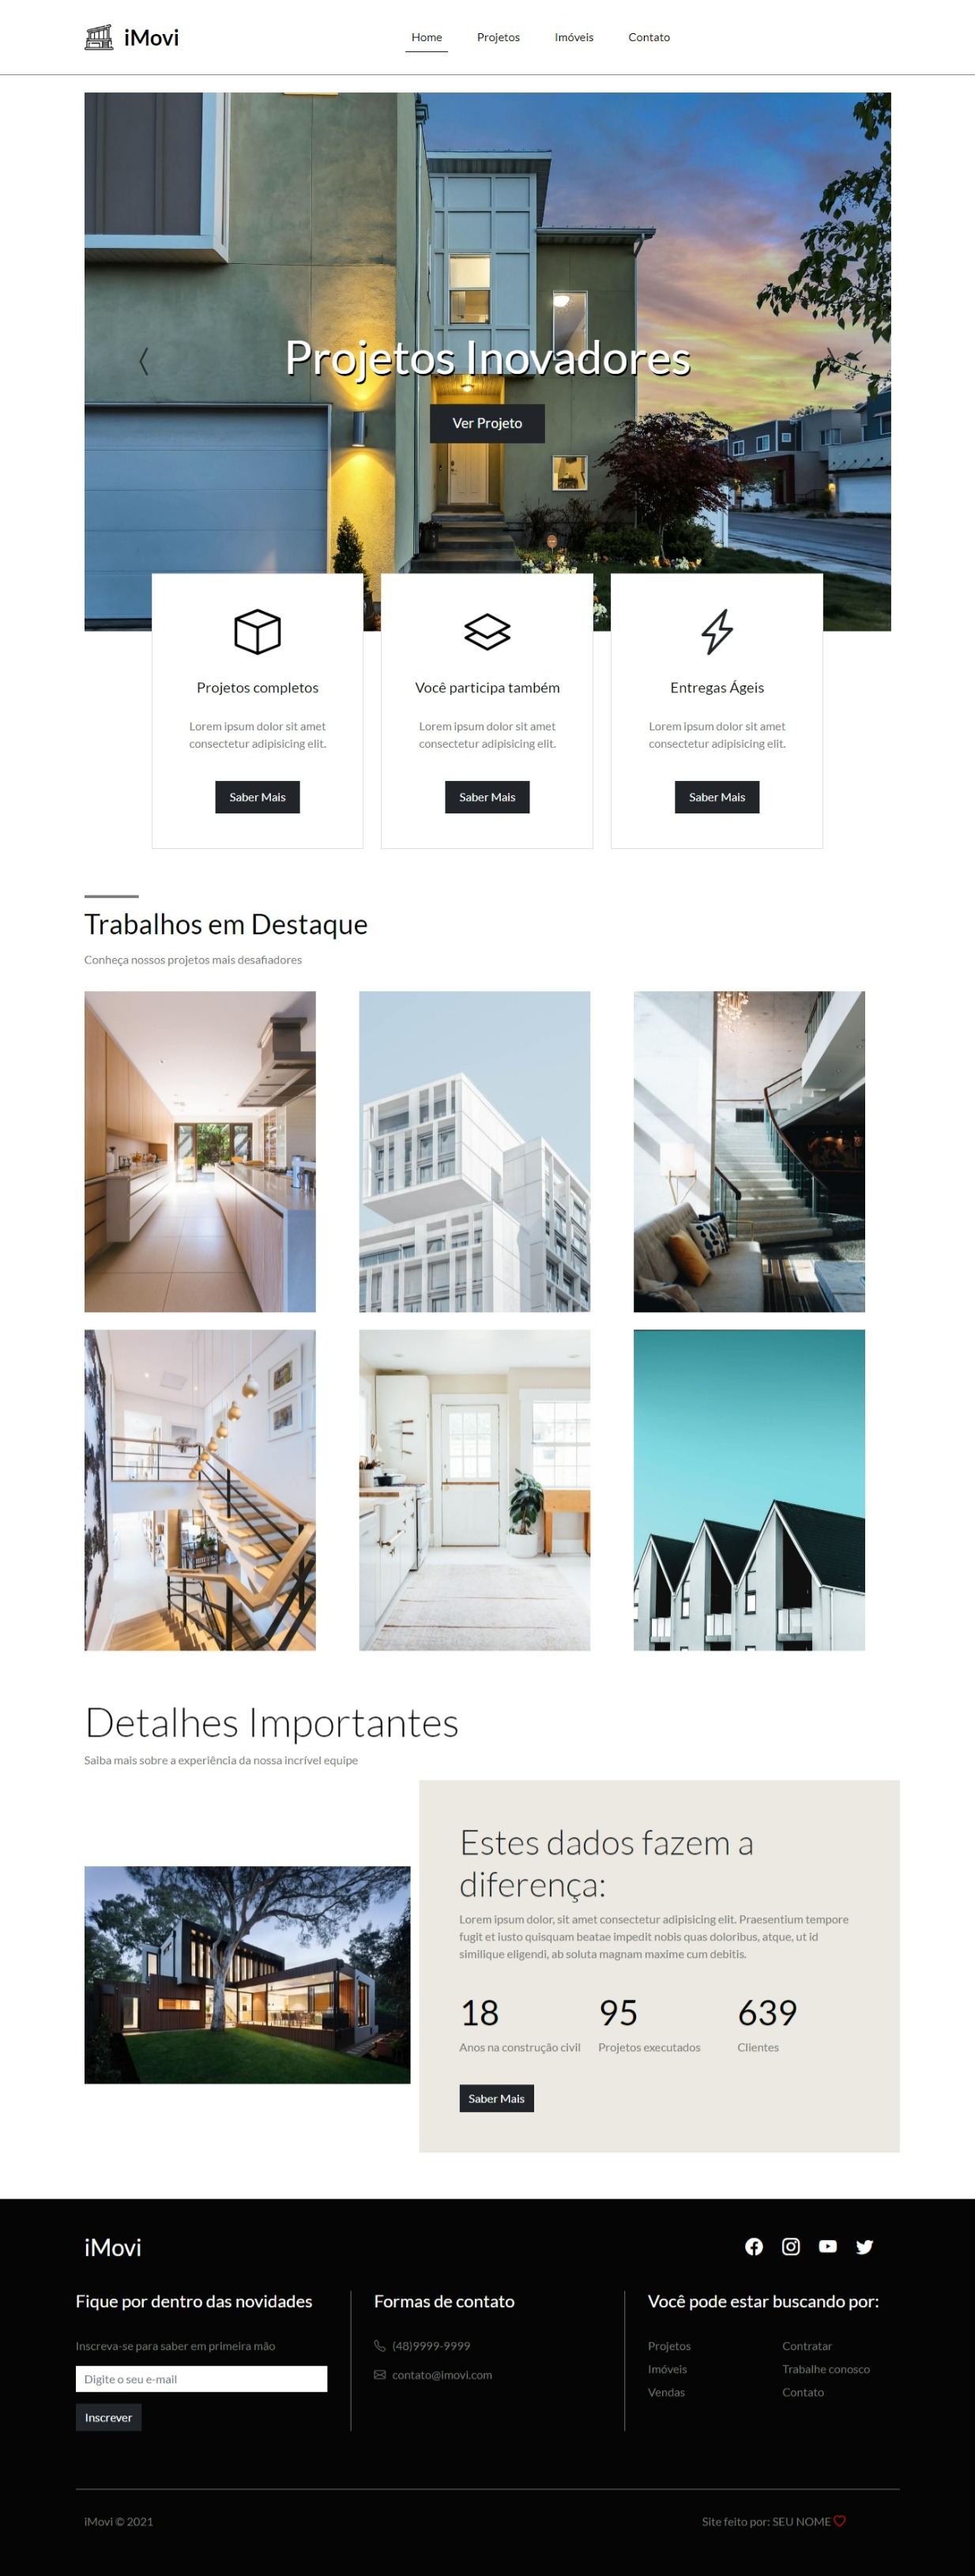 iMovi
Home Projetos Imóveis Contato
Projetos Inovadores
Ver Projeto
Projetos completos
Lorem ipsum dolor sit amet
consectetur adipisicing elit.
Saber Mais
Você participa também
Lorem ipsum dolor sit amet
consectetur adipisicing elit.
Saber Mais
Entregas Ágeis
Lorem ipsum dolor sit amet
consectetur adipisicing elit.
Saber Mais
Trabalhos em Destaque
Conheça nossos projetos mais desafiadores
Detalhes Importantes
Saiba mais sobre a experiência da nossa incrível equipe
Estes dados fazem a
diferença:
Lorem ipsum dolor, sit amet consectetur adipisicing elit. Praesentium tempore
fugit et iusto quisquam beatae impedit nobis quas doloribus, atque, ut id
similique eligendi, ab soluta magnam maxime cum debitis.
18
Anos na construção civil
95
Projetos executados
639
Clientes
Saber Mais
iMovi
Fique por dentro das novidades
Inscreva-se para saber em primeira mão
Digite o seu e-mail
Inscrever
Formas de contato
(48)9999-9999
contato@imovi.com
Você pode estar buscando por:
Projetos
Imóveis
Vendas
Contratar
Trabalhe conosco
Contato
iMovi © 2021
Site feito por: SEU NOME